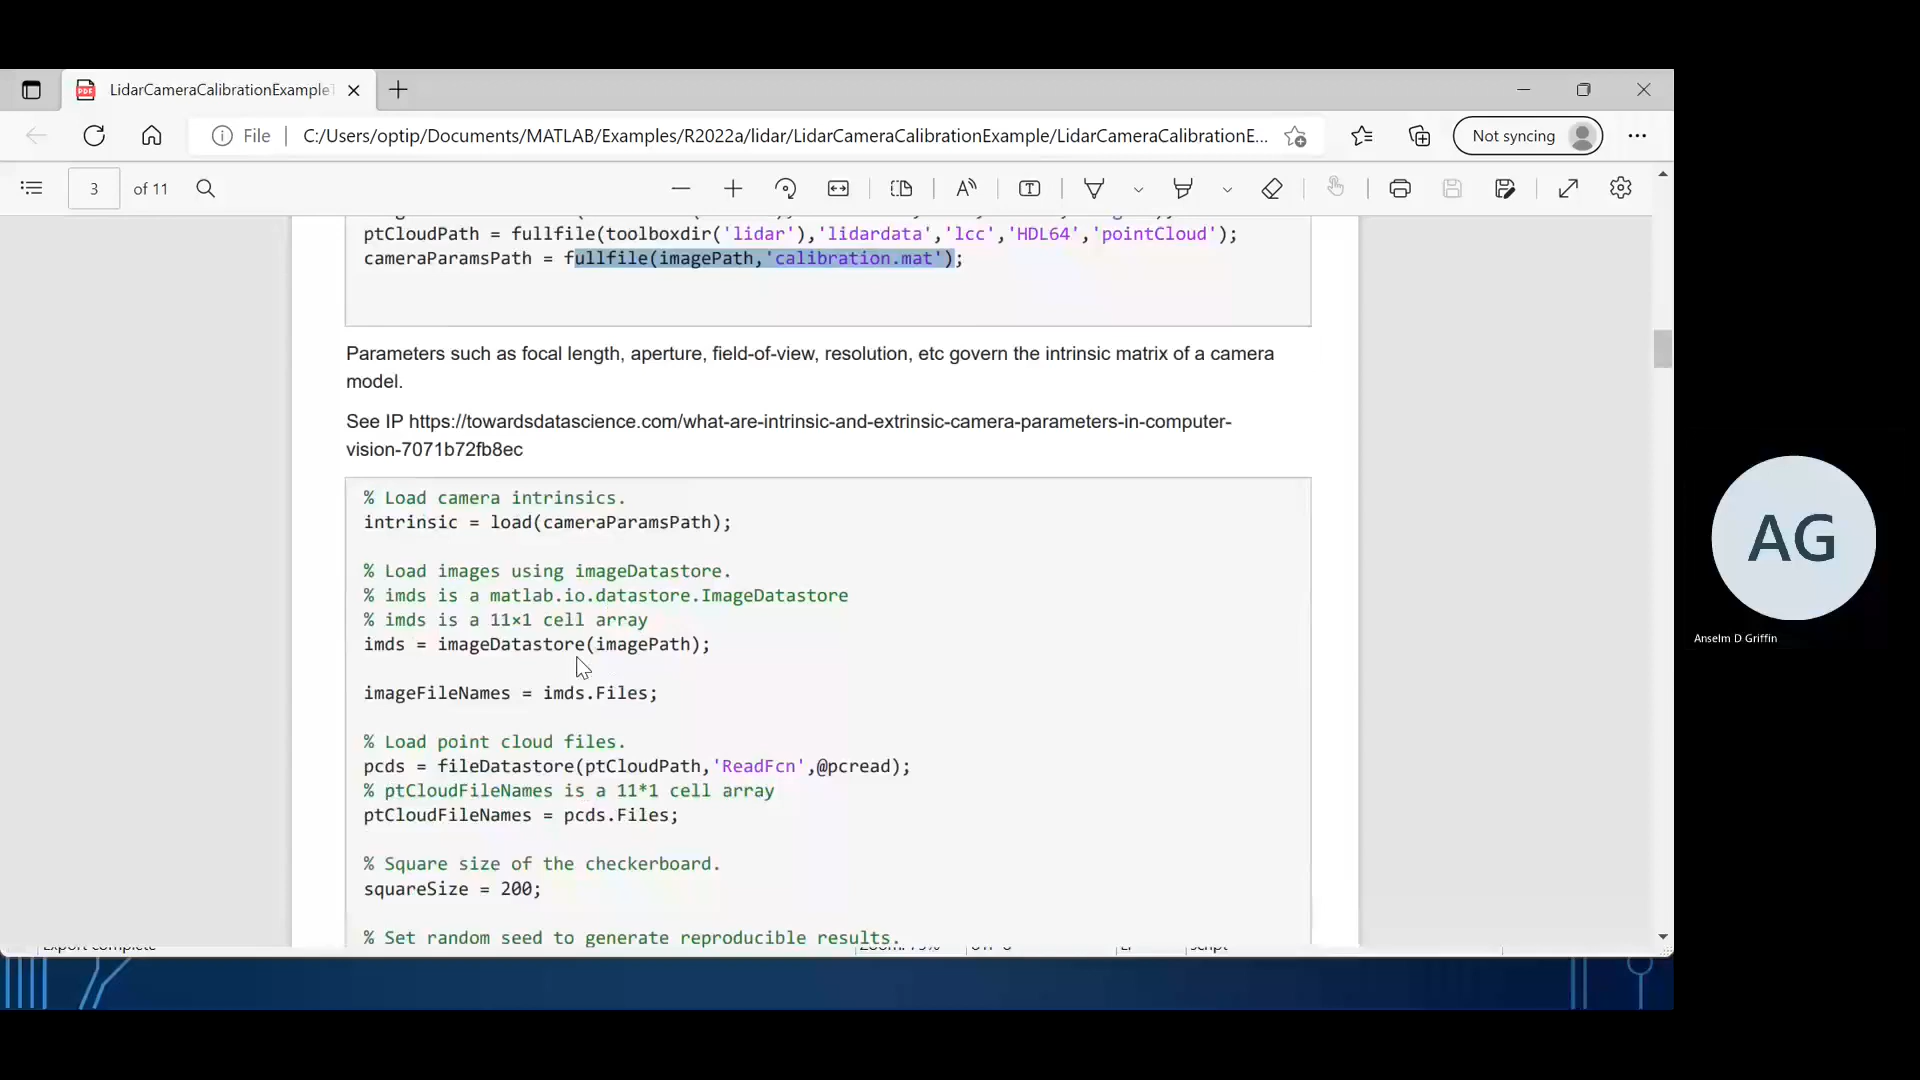 LidarCameraCalibrationExample
File
C:/Users/optip/Documents/MATLAB/Examples/R2022a/lidar/LidarCameraCalibrationExample/LidarCameraCalibrationE...
Not syncing
3 of 11
ptCloudPath = fullfile(toolboxdir('lidar'),'lidardata','lcc','HDL64','pointCloud');
cameraParamsPath = fullfile(imagePath,'calibration.mat');
Parameters such as focal length, aperture, field-of-view, resolution, etc govern the intrinsic matrix of a camera
model.
See IP https://towardsdatascience.com/what-are-intrinsic-and-extrinsic-camera-parameters-in-computer-
vision-7071b72fb8ec
% Load camera intrinsics.
intrinsic = load(cameraParamsPath);
% Load images using imageDatastore.
% imds is a matlab.io.datastore.ImageDatastore
% imds is a 11×1 cell array
imds = imageDatastore(imagePath);
imageFileNames = imds.Files;
% Load point cloud files.
pcds = fileDatastore(ptCloudPath,'ReadFcn',@pcread);
% ptCloudFileNames is a 11*1 cell array
ptCloudFileNames = pcds.Files;
% Square size of the checkerboard.
squareSize = 200;
% Set random seed to generate reproducible results.
AG
Anselm D Griffin